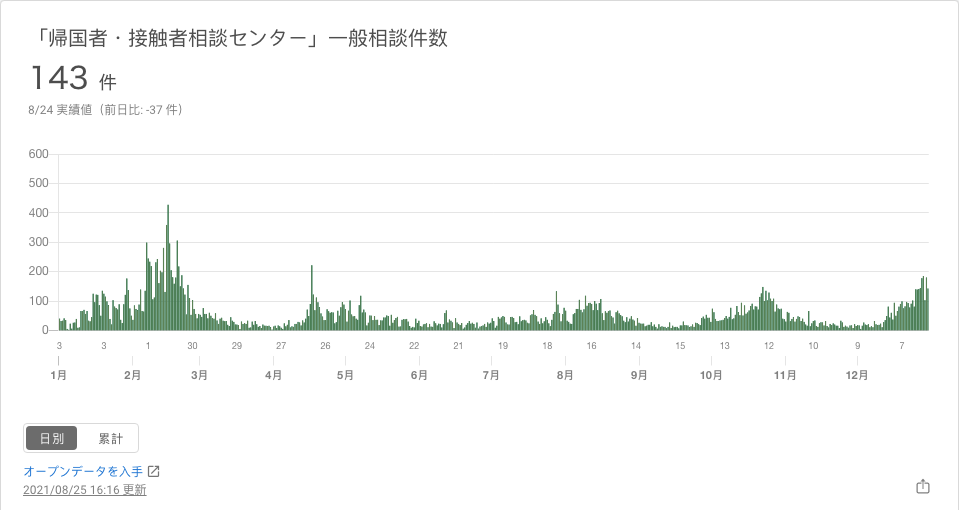 「帰国者・接触者相談センター」一般相談件数
143 件
8/24 実績値（前日比: -37 件）
600
500
400
300
200
100
0
3 3 1 30 29 27 26 24 22 21 19 18 16 14 15 13 12 10 9 7
1月 2月 3月 4月 5月 6月 7月 8月 9月 10月 11月 12月
日別 累計
オープンデータを入手
2021/08/25 16:16 更新